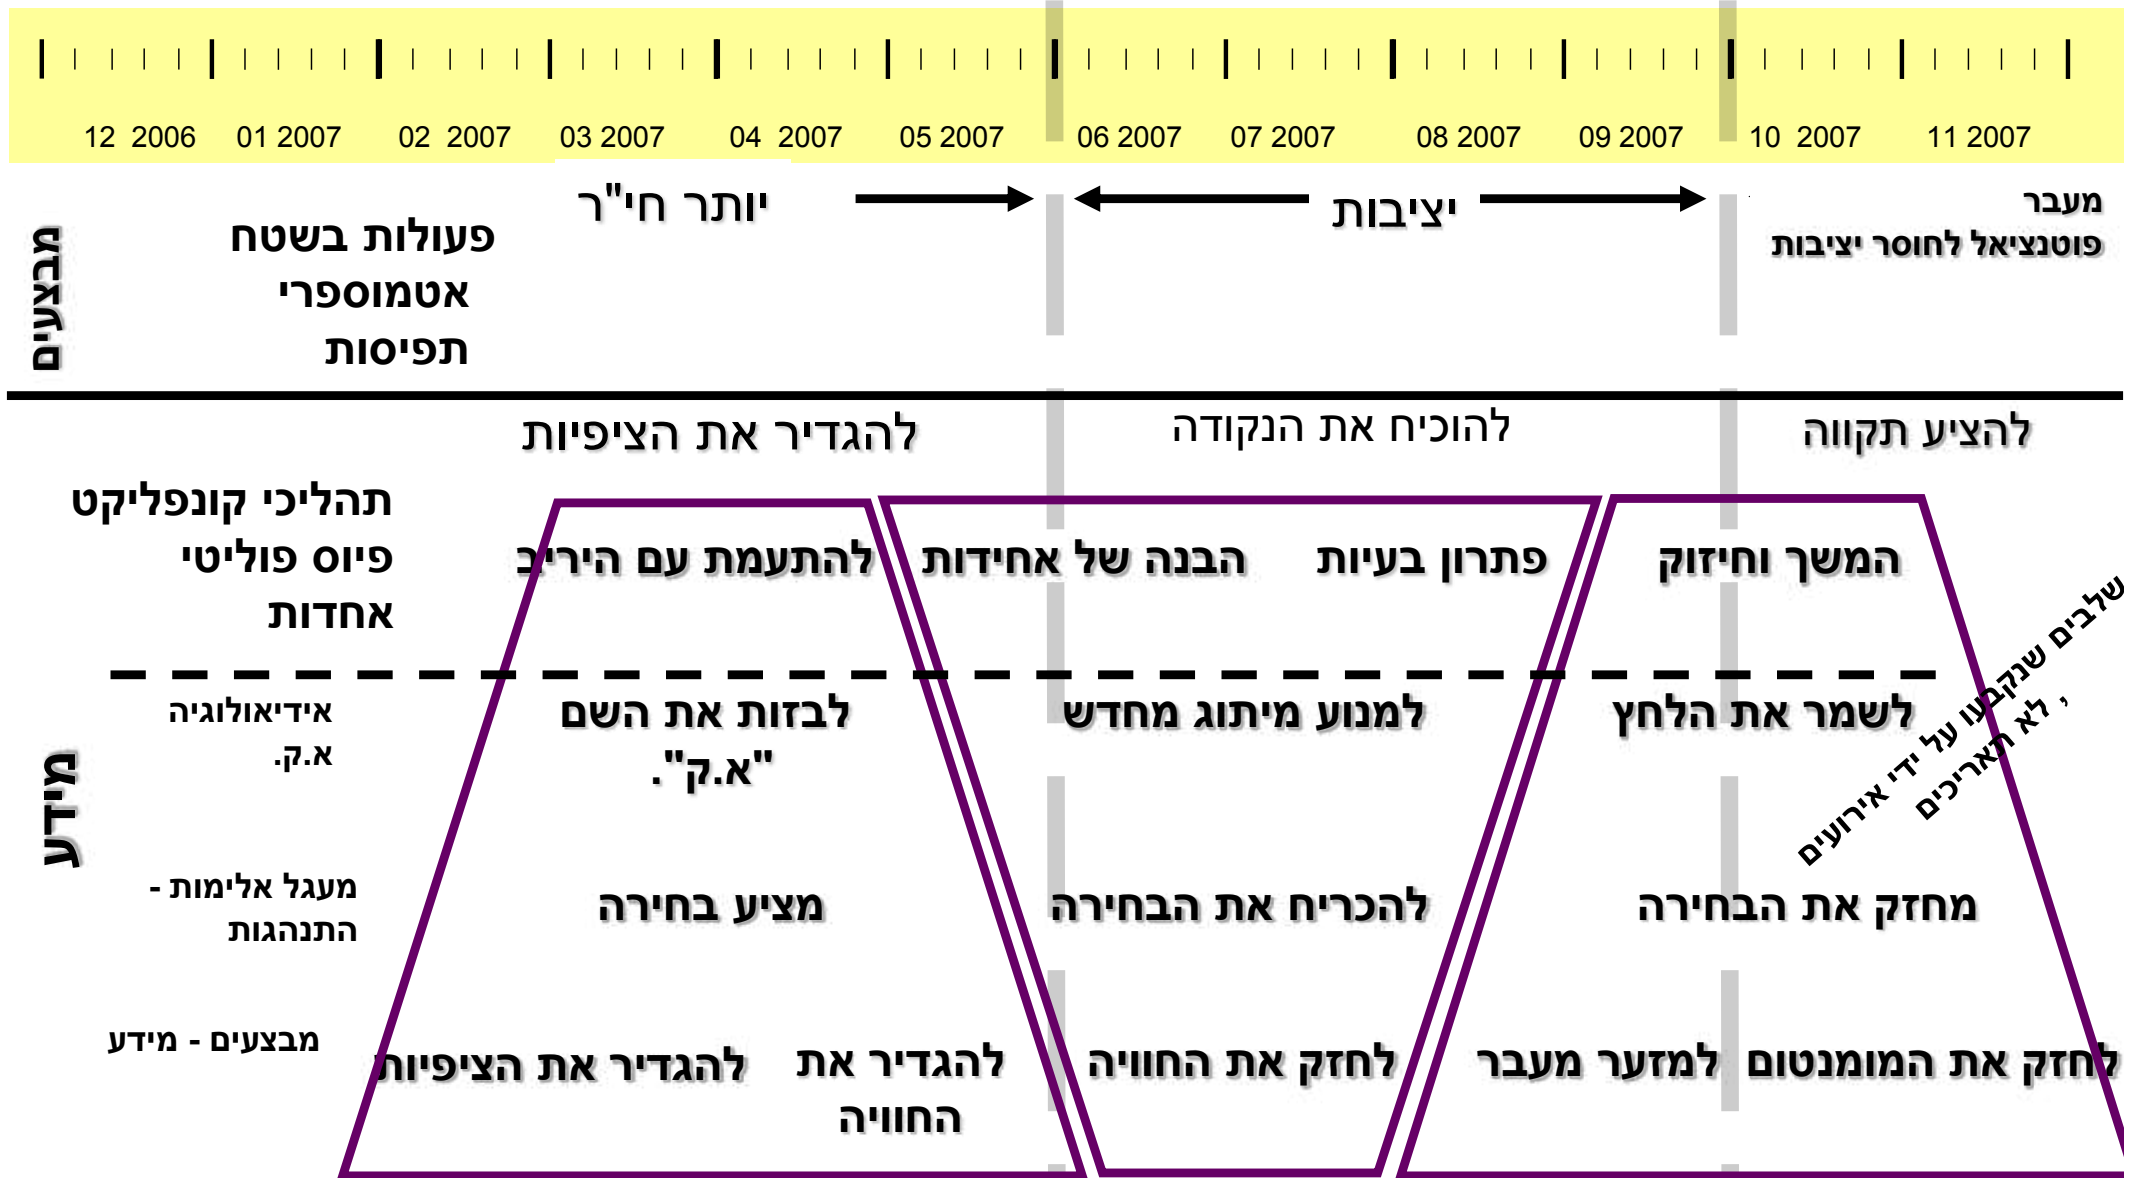 12 2006 01 2007 02 2007 03 2007 04 2007 05 2007 06 2007 07 2007 08 2007 09 2007 10 2007 11 2007
מבצעים
פעולות בשטח
אטמוספרי
תפיסות
יותר חי"ר
יציבות
מעבר
פוטנציאל לחוסר יציבות
להגדיר את הציפיות
להוכיח את הנקודה
להציע תקווה
מידע
תהליכי קונפליקט
פיוס פוליטי
אחדות
להתעמת עם היריב
הבנה של אחידות
פתרון בעיות
המשך וחיזוק
שלבים שנקבעו על ידי אירועים
, לא תאריכים
אידיאולוגיה
א.ק.
לבזות את השם
"א.ק".
למנוע מיתוג מחדש
לשמר את הלחץ
מעגל אלימות -
התנהגות
מציע בחירה
להכריח את הבחירה
מחזק את הבחירה
מבצעים - מידע
להגדיר את הציפיות
להגדיר את
החוויה
לחזק את החוויה
למזער מעבר
לחזק את המומנטום